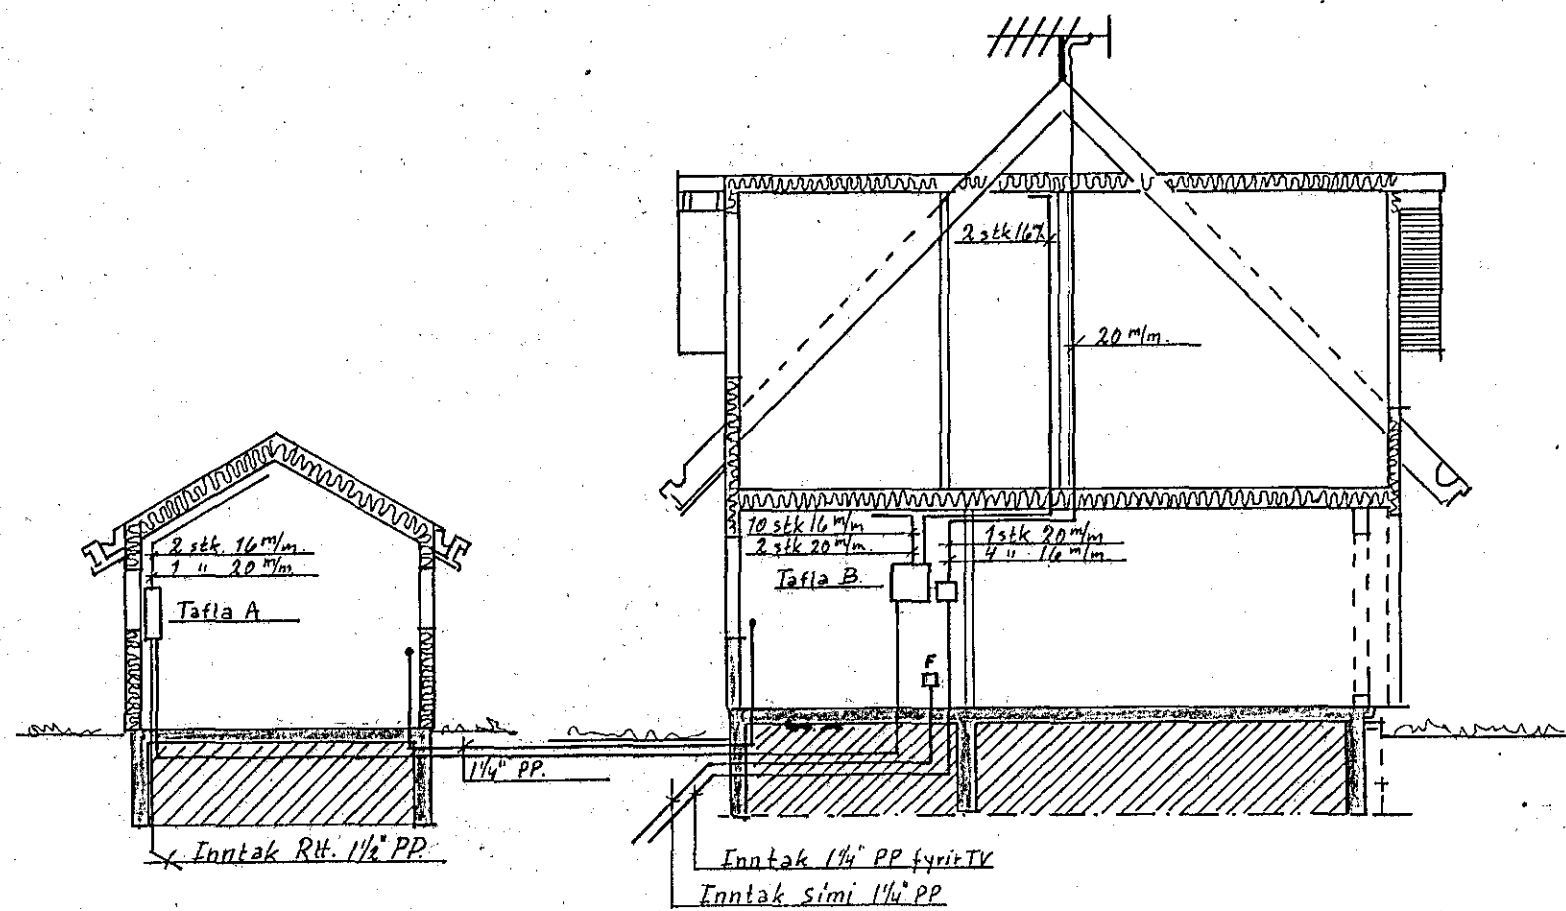 2 stk 16 m/m.
20 m/m.
10 stk 16 m/m
2 stk 20 m/m.
Tafla B.
1 stk 20 m/m
4 " 16 m/m
2 stk. 16 m/m.
1 " 20 m/m
Tafla A
F
1¼" PP.
Inntak Rtt. 1½" PP.
Inntak 1¼" PP fyrir TV
Inntak simi 1¼" PP